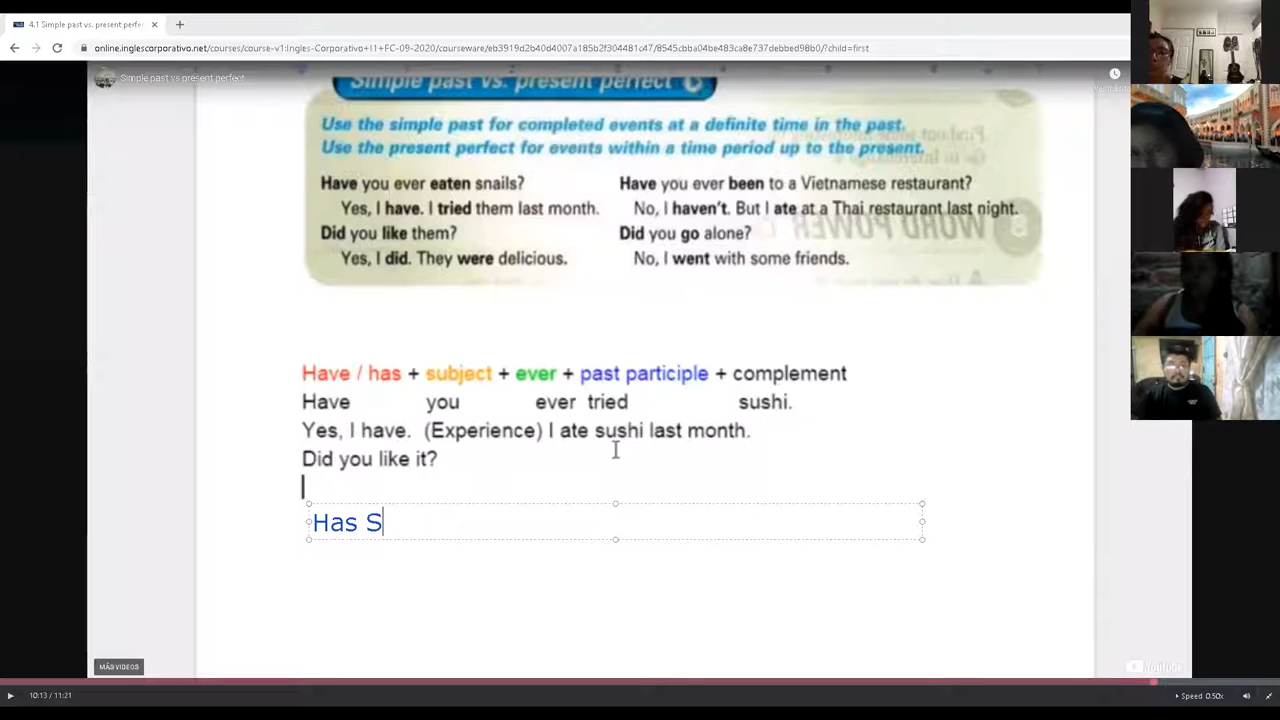 4.1 Simple past vs. present perfe
online.inglescorporativo.net/courses/course-v1:Ingles-Corporativo+I1+FC-09-2020/courseware/eb3919d2b40d4007a185b2f304481c47/8545cbba04be483ca8e737debbed98b0/?child=first
Simple past vs present perfect
Simple past vs. present perfect
Use the simple past for completed events at a definite time in the past.
Use the present perfect for events within a time period up to the present.
Have you ever eaten snails?
Yes, I have. I tried them last month.
Did you like them?
Yes, I did. They were delicious.
Have you ever been to a Vietnamese restaurant?
No, I haven't. But I ate at a Thai restaurant last night.
Did you go alone?
No, I went with some friends.
WORD POWER
Have / has + subject + ever + past participle + complement
Have you ever tried sushi.
Yes, I have. (Experience) I ate sushi last month.
Did you like it?
Has S
MÁS VIDEOS
YouTube
10:13 / 11:21
Speed 0.50x